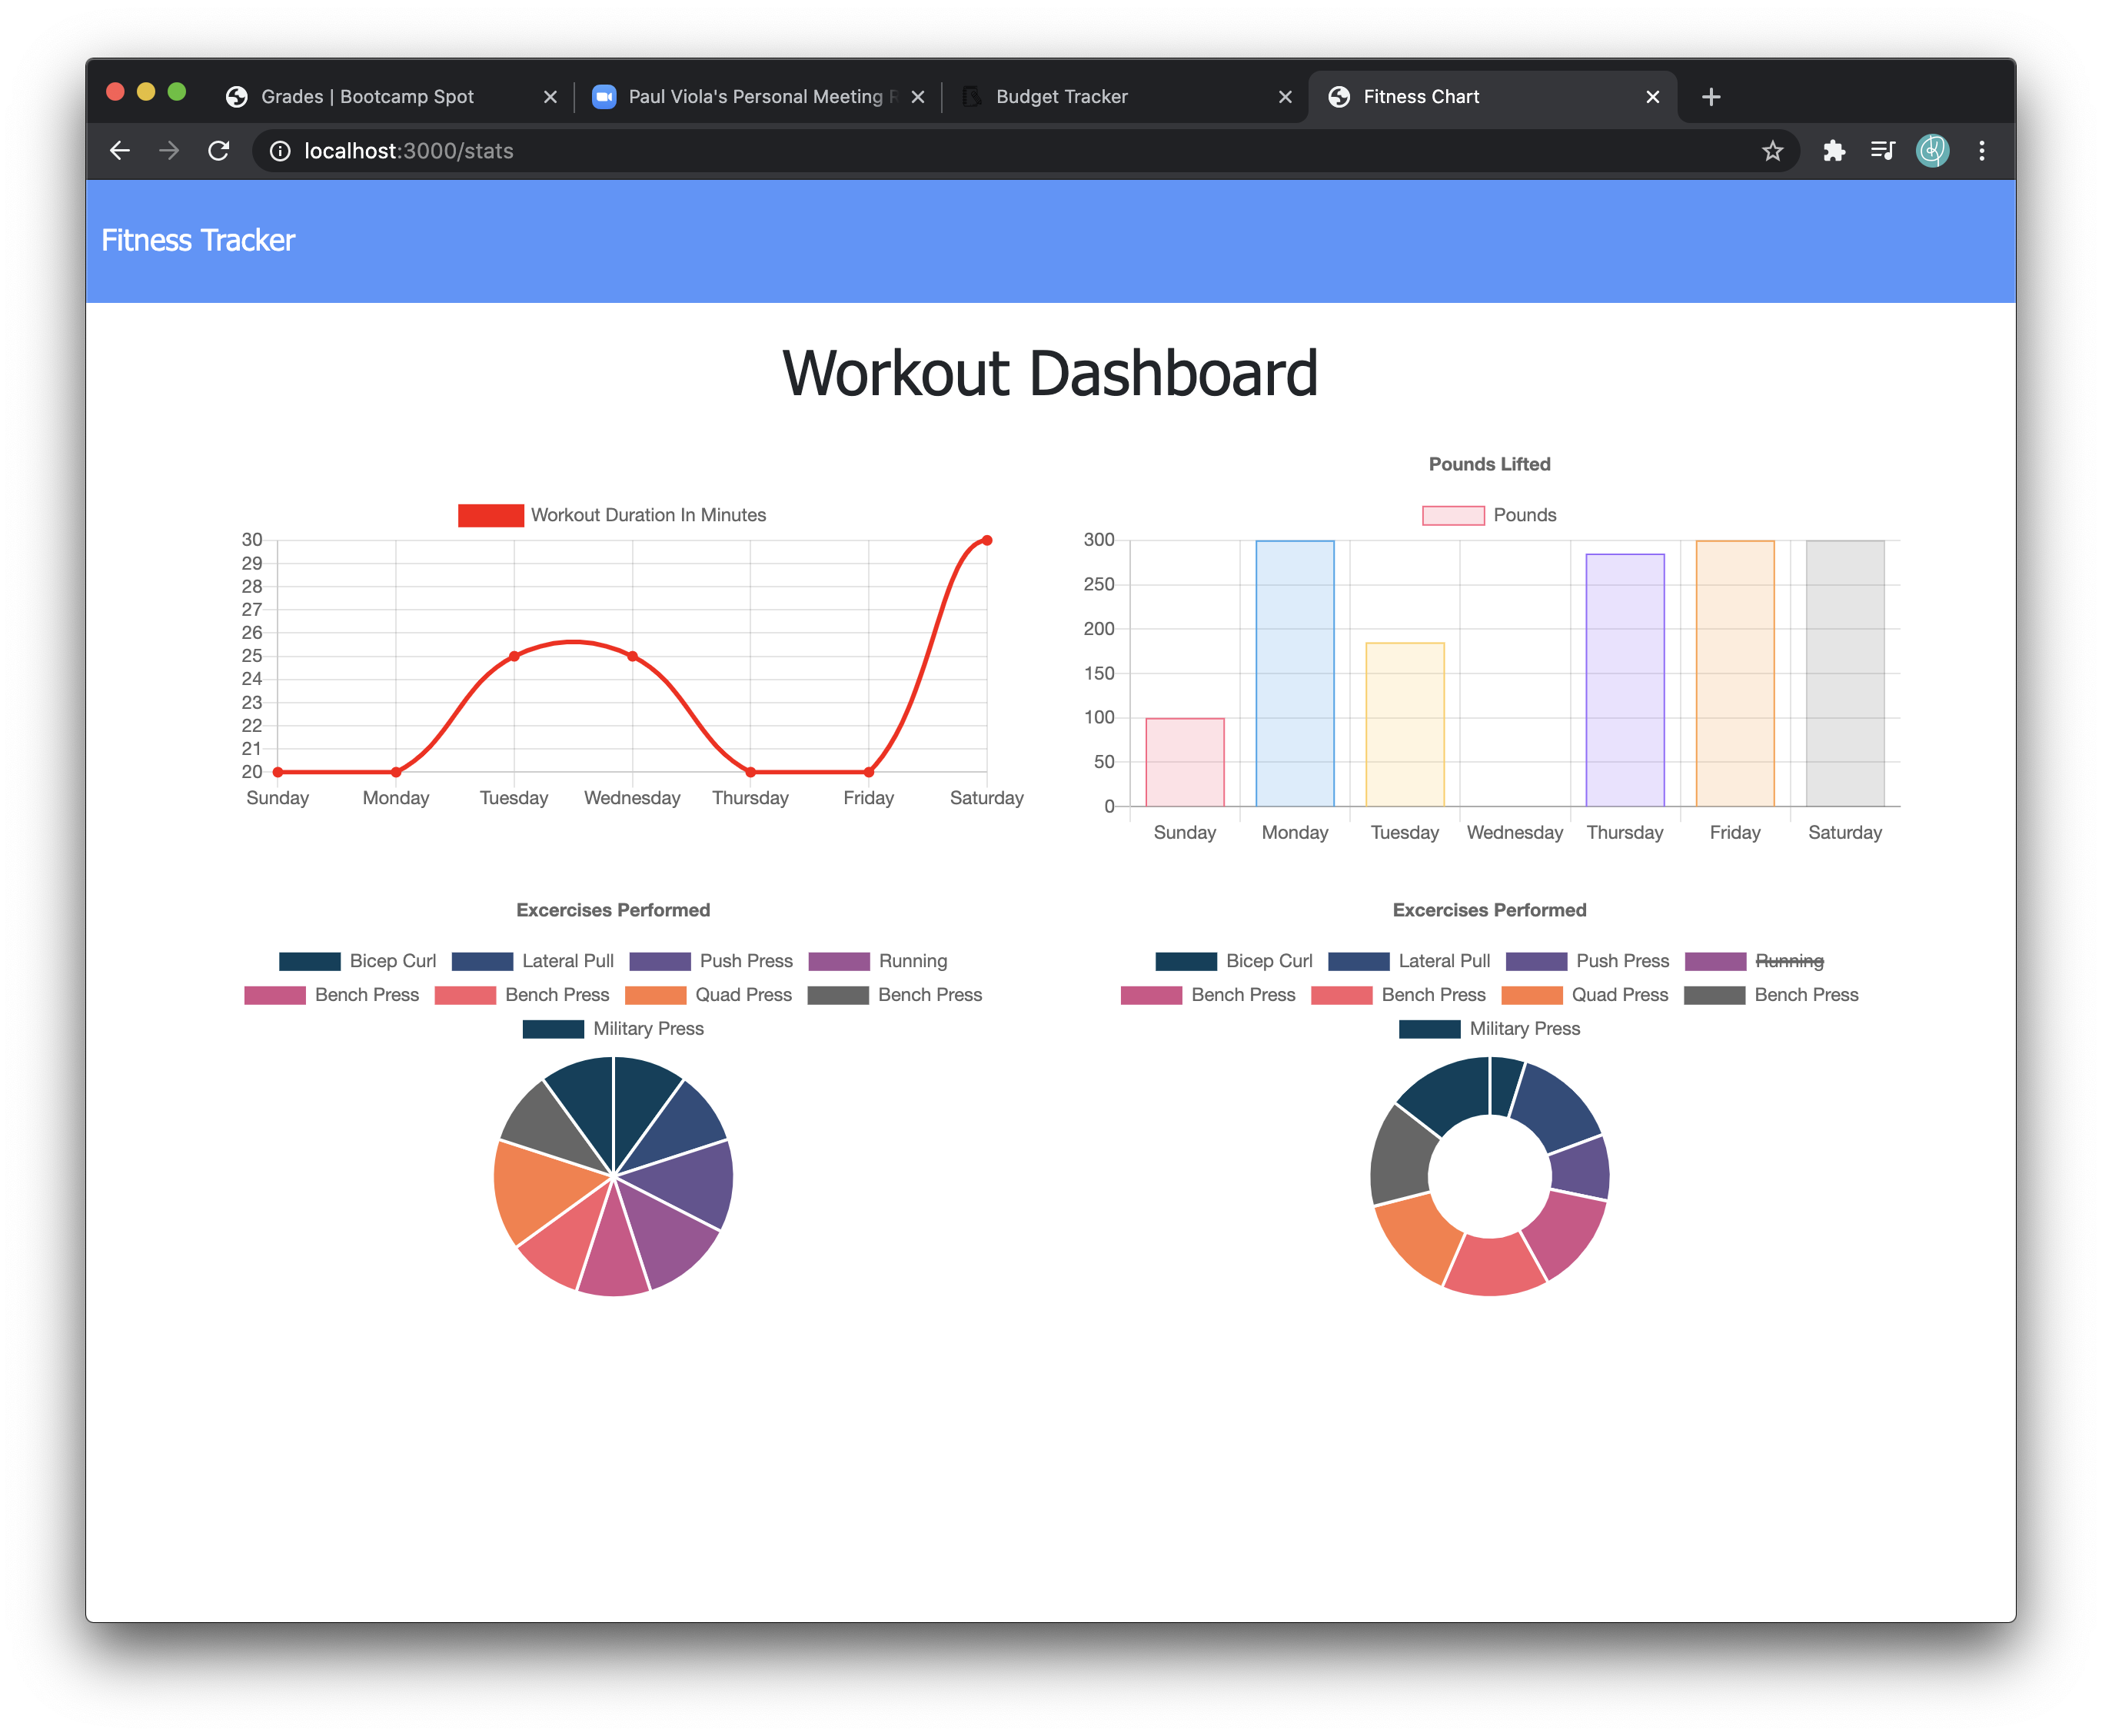 Grades | Bootcamp Spot
Paul Viola's Personal Meeting
Budget Tracker
Fitness Chart
localhost:3000/stats
Fitness Tracker
Workout Dashboard
Workout Duration In Minutes
30
29
28
27
26
25
24
23
22
21
20
Sunday Monday Tuesday Wednesday Thursday Friday Saturday
Pounds Lifted
Pounds
300
250
200
150
100
50
0
Sunday Monday Tuesday Wednesday Thursday Friday Saturday
Excercises Performed
Bicep Curl Lateral Pull Push Press Running
Bench Press Bench Press Quad Press Bench Press
Military Press
Excercises Performed
Bicep Curl Lateral Pull Push Press Running
Bench Press Bench Press Quad Press Bench Press
Military Press